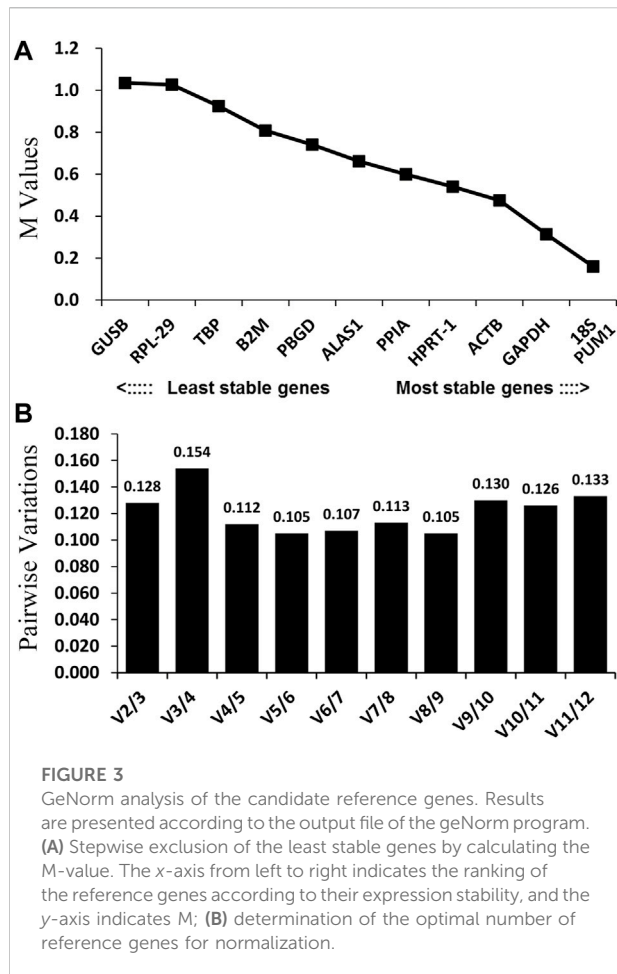 A
M Values
1.2
1.0
0.8
0.6
0.4
0.2
0.0
GUSB
RPL-29
TBP
B2M
PBGD
ALAS1
PPIA
HPRT-1
ACTB
GAPDH
18S
PUM1
<::::: Least stable genes Most stable genes ::::>
B
Pairwise Variations
0.180
0.160
0.140
0.120
0.100
0.080
0.060
0.040
0.020
0.000
0.128
0.154
0.112
0.105
0.107
0.113
0.105
0.130
0.126
0.133
V2/3
V3/4
V4/5
V5/6
V6/7
V7/8
V8/9
V9/10
V10/11
V11/12
FIGURE 3
GeNorm analysis of the candidate reference genes. Results
are presented according to the output file of the geNorm program.
(A) Stepwise exclusion of the least stable genes by calculating the
M-value. The x-axis from left to right indicates the ranking of
the reference genes according to their expression stability, and the
y-axis indicates M; (B) determination of the optimal number of
reference genes for normalization.